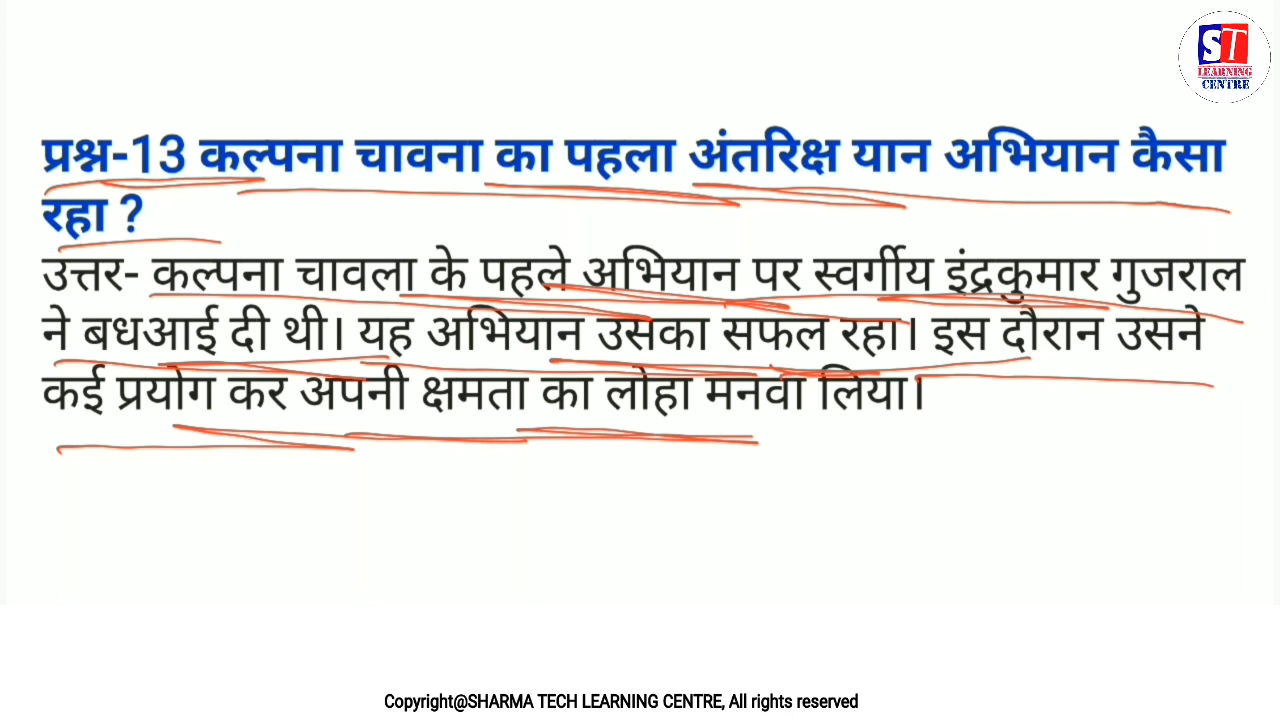 ST
LEARNING
CENTRE
प्रश्न-13 कल्पना चावना का पहला अंतरिक्ष यान अभियान कैसा
रहा ?
उत्तर- कल्पना चावला के पहले अभियान पर स्वर्गीय इंद्रकुमार गुजराल
ने बधआई दी थी। यह अभियान उसका सफल रहा। इस दौरान उसने
कई प्रयोग कर अपनी क्षमता का लोहा मनवा लिया।
Copyright@SHARMA TECH LEARNING CENTRE, All rights reserved